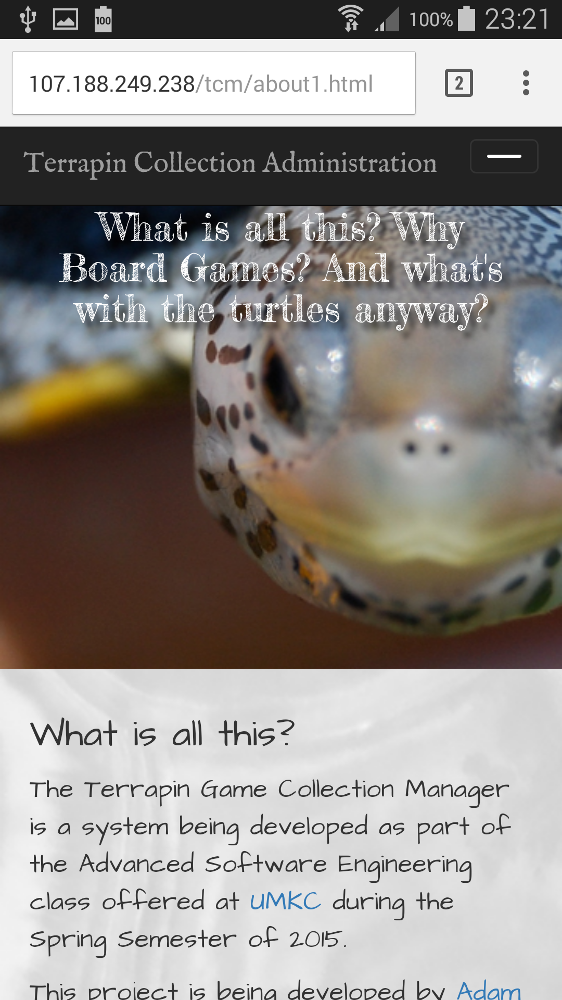 100
100%
23:21
107.188.249.238/tcm/about1.html
2
Terrapin Collection Administration
What is all this? Why
Board Games? And what's
with the turtles anyway?
What is all this?
The Terrapin Game Collection Manager
is a system being developed as part of
the Advanced Software Engineering
class offered at UMKC during the
Spring Semester of 2015.
This project is being developed by Adam